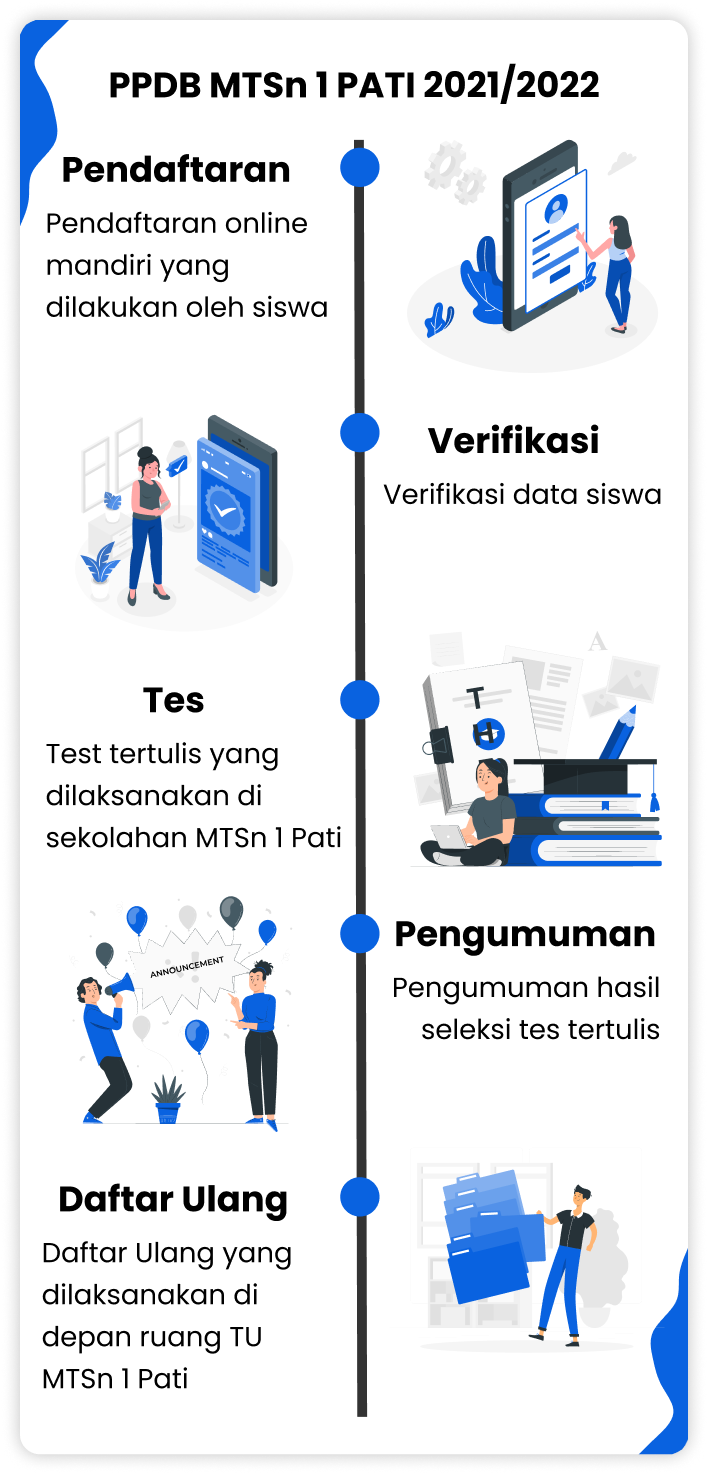 PPDB MTSn 1 PATI 2021/2022
Pendaftaran
Pendaftaran online
mandiri yang
dilakukan oleh siswa
Verifikasi
Verifikasi data siswa
Tes
Test tertulis yang
dilaksanakan di
sekolahan MTSn 1 Pati
A
T
H
Pengumuman
Pengumuman hasil
seleksi tes tertulis
ANNOUNCEMENT
Daftar Ulang
Daftar Ulang yang
dilaksanakan di
depan ruang TU
MTSn 1 Pati